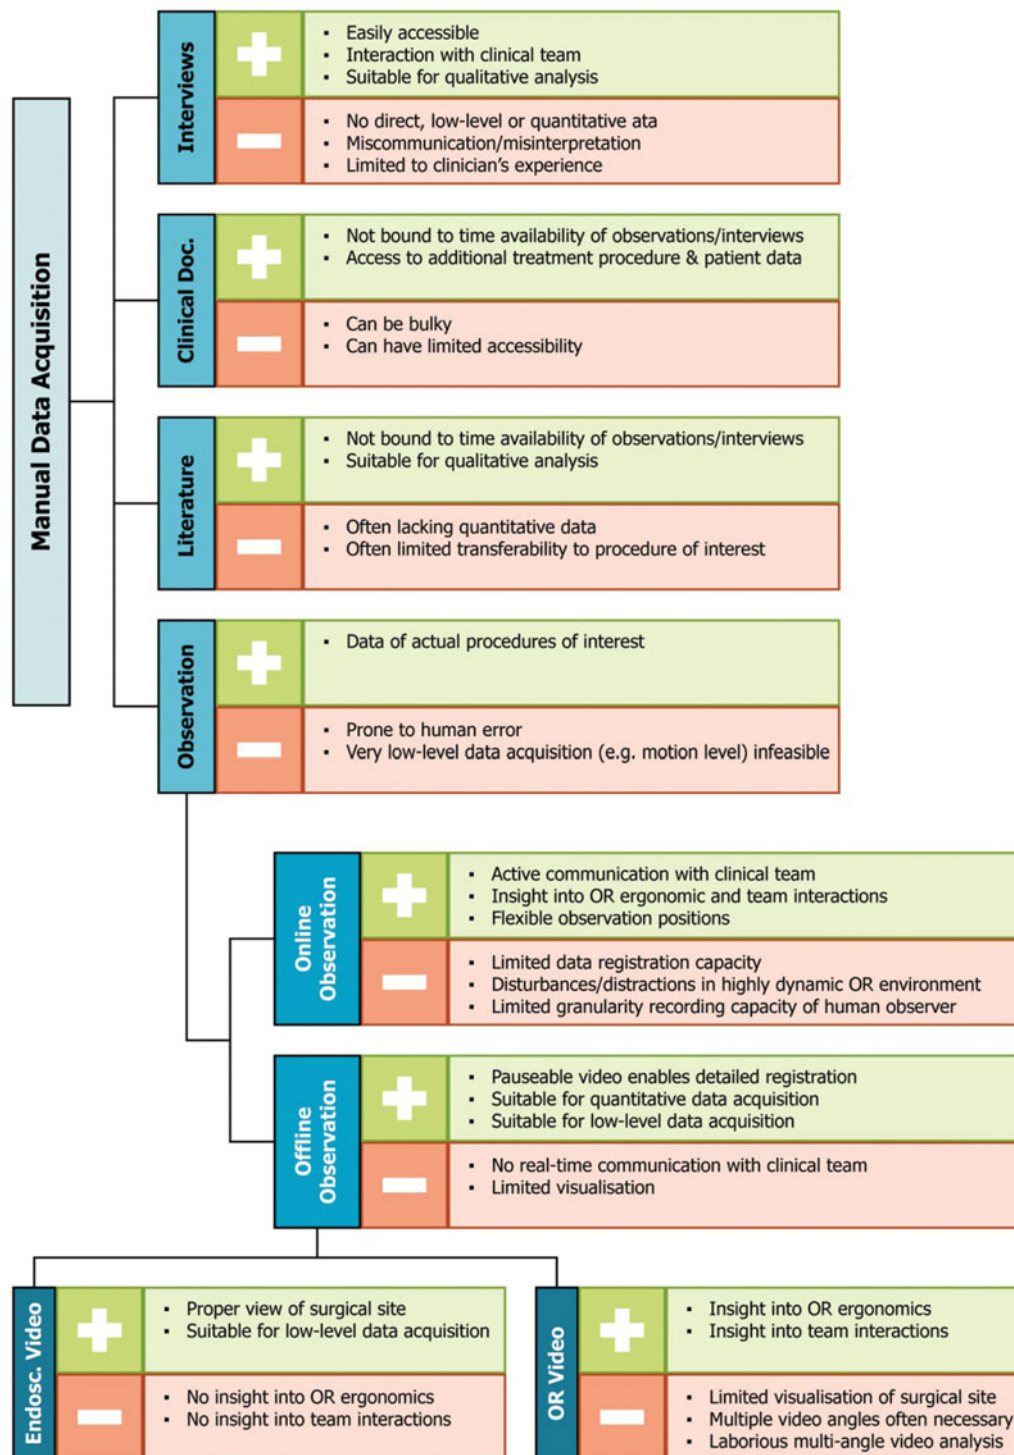 Manual Data Acquisition
Interviews
▪ Easily accessible
▪ Interaction with clinical team
▪ Suitable for qualitative analysis
▪ No direct, low-level or quantitative ata
▪ Miscommunication/misinterpretation
▪ Limited to clinician's experience
Clinical Doc.
▪ Not bound to time availability of observations/interviews
▪ Access to additional treatment procedure & patient data
▪ Can be bulky
▪ Can have limited accessibility
Literature
▪ Not bound to time availability of observations/interviews
▪ Suitable for qualitative analysis
▪ Often lacking quantitative data
▪ Often limited transferability to procedure of interest
Observation
▪ Data of actual procedures of interest
▪ Prone to human error
▪ Very low-level data acquisition (e.g. motion level) infeasible
Online
Observation
▪ Active communication with clinical team
▪ Insight into OR ergonomic and team interactions
▪ Flexible observation positions
▪ Limited data registration capacity
▪ Disturbances/distractions in highly dynamic OR environment
▪ Limited granularity recording capacity of human observer
Offline
Observation
▪ Pauseable video enables detailed registration
▪ Suitable for quantitative data acquisition
▪ Suitable for low-level data acquisition
▪ No real-time communication with clinical team
▪ Limited visualisation
Endosc. Video
▪ Proper view of surgical site
▪ Suitable for low-level data acquisition
▪ No insight into OR ergonomics
▪ No insight into team interactions
OR Video
▪ Insight into OR ergonomics
▪ Insight into team interactions
▪ Limited visualisation of surgical site
▪ Multiple video angles often necessary
▪ Laborious multi-angle video analysis